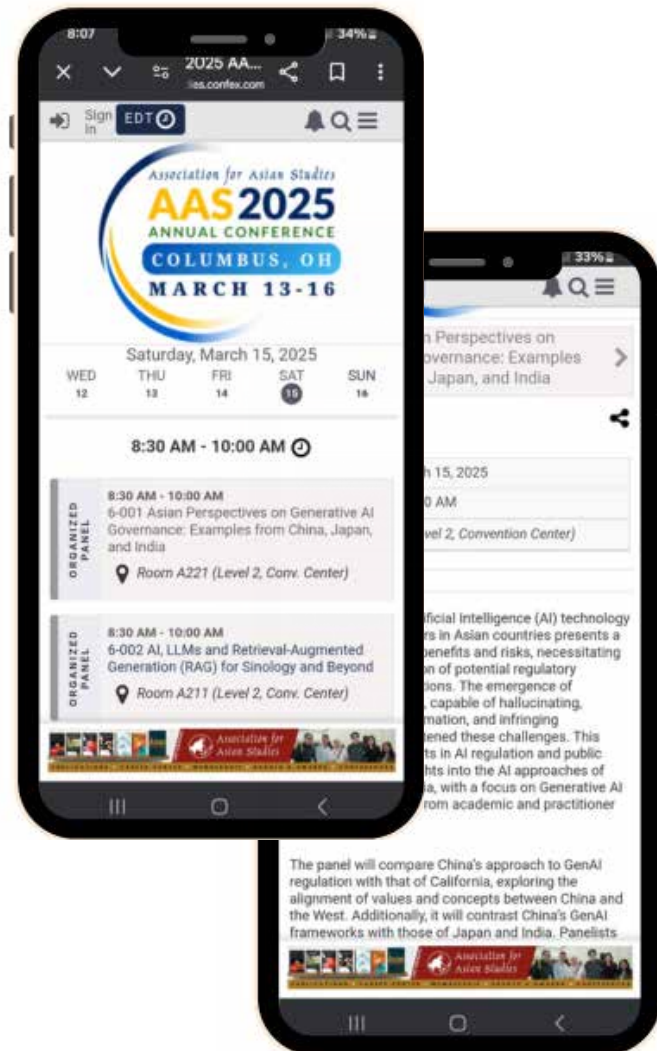 8:07
34%
2025 AA...
ies.confex.com
Sign
In
EDT
Association for Asian Studies
AAS2025
ANNUAL CONFERENCE
COLUMBUS, OH
MARCH 13-16
Saturday, March 15, 2025
WED THU FRI SAT SUN
12 13 14 15 16
8:30 AM - 10:00 AM
ORGANIZED
PANEL
8:30 AM - 10:00 AM
6-001 Asian Perspectives on Generative AI
Governance: Examples from China, Japan,
and India
Room A221 (Level 2, Conv. Center)
ORGANIZED
PANEL
8:30 AM - 10:00 AM
6-002 AI, LLMs and Retrieval-Augmented
Generation (RAG) for Sinology and Beyond
Room A211 (Level 2, Conv. Center)
Association for
Asian Studies
33%
n Perspectives on
overnance: Examples
Japan, and India
h 15, 2025
0 AM
vel 2, Convention Center)
ificial Intelligence (AI) technology
rs in Asian countries presents a
benefits and risks, necessitating
on of potential regulatory
tions. The emergence of
, capable of hallucinating,
rmation, and infringing
tened these challenges. This
ts in AI regulation and public
hts into the AI approaches of
ia, with a focus on Generative AI
rom academic and practitioner
The panel will compare China's approach to GenAI
regulation with that of California, exploring the
alignment of values and concepts between China and
the West. Additionally, it will contrast China's GenAI
frameworks with those of Japan and India. Panelists
Association for
Asian Studies